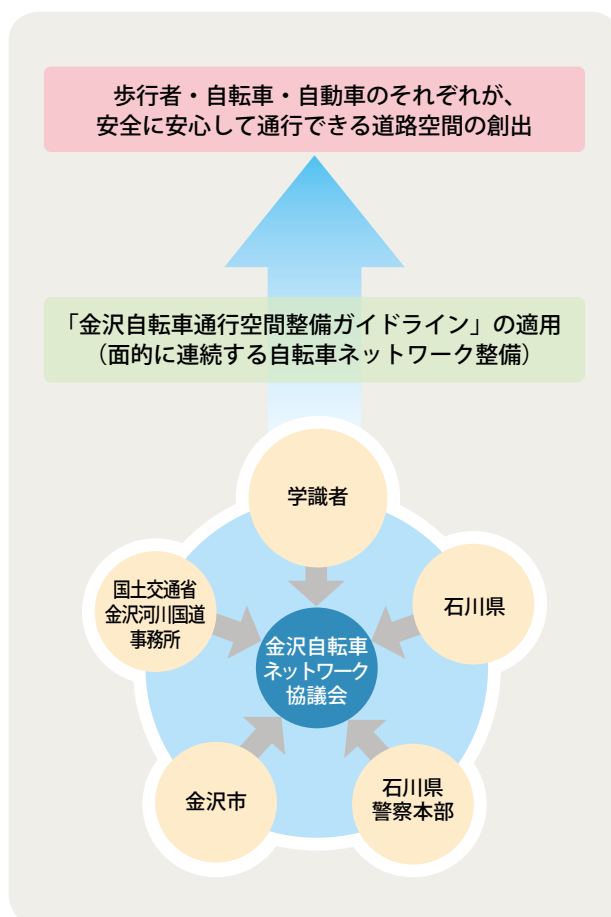 歩行者・自転車・自動車のそれぞれが、
安全に安心して通行できる道路空間の創出
「金沢自転車通行空間整備ガイドライン」の適用
（面的に連続する自転車ネットワーク整備）
学識者
国土交通省
金沢河川国道
事務所
石川県
金沢自転車
ネットワーク
協議会
金沢市
石川県
警察本部